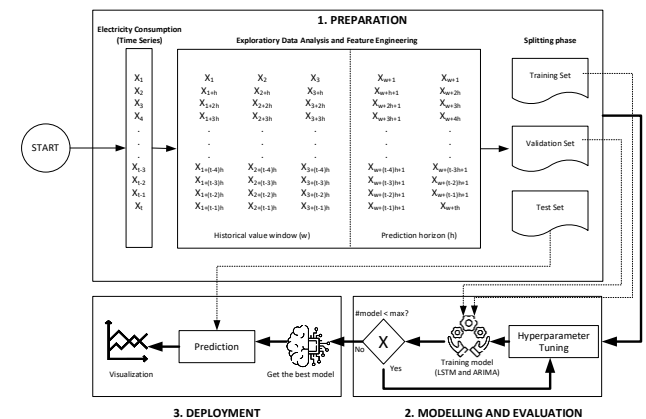 1. PREPARATION
Electricity Consumption
(Time Series)
Exploratory Data Analysis and Feature Engineering
Splitting phase
START
X1
X2
X3
X4
.
.
.
Xt-3
Xt-2
Xt-1
Xt
X1 X2 X3 Xw+1 Xw+1
X1+h X2+h X3+h Xw+h+1 Xw+2h
X1+2h X2+2h X3+2h Xw+2h+1 Xw+3h
X1+3h X2+3h X3+3h Xw+3h+1 Xw+4h
. . . . .
. . . . .
. . . . .
X1+(t-4)h X2+(t-4)h X3+(t-4)h Xw+(t-4)h+1 Xw+(t-3h+1
X1+(t-3)h X2+(t-3)h X3+(t-3)h Xw+(t-3)h+1 Xw+(t-2)h+1
X1+(t-2)h X2+(t-2)h X3+(t-2)h Xw+(t-2)h+1 Xw+(t-1)h+1
X1+(t-1)h X2+(t-1)h X3+(t-1)h Xw+(t-1)h+1 Xw+th
Historical value window (w)
Prediction horizon (h)
Training Set
Validation Set
Test Set
Visualization
Prediction
Get the best model
#model < max?
X
No
Yes
Training model
(LSTM and ARIMA)
Hyperparameter
Tuning
3. DEPLOYMENT
2. MODELLING AND EVALUATION